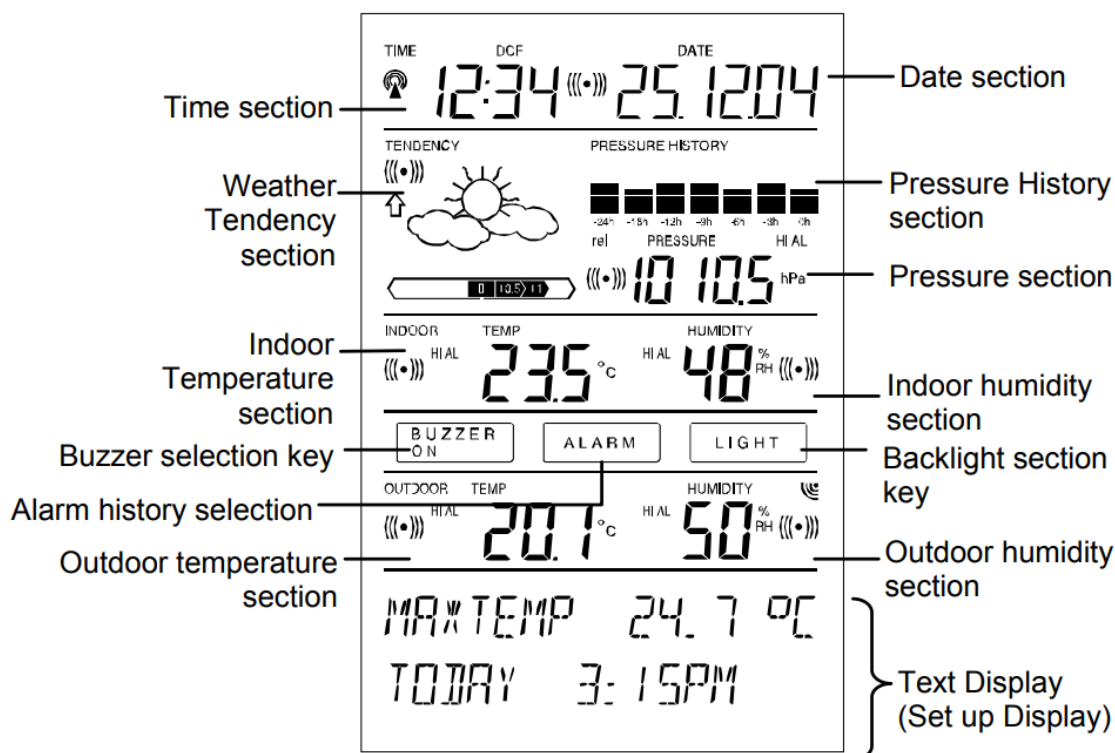 TIME DCF DATE
12:34 25.12.04
Date section
Time section
TENDENCY PRESSURE HISTORY
Weather
Tendency
section
Pressure History
section
-24h -18h -12h -9h -6h -3h 0h
rel PRESSURE HI AL
1010.5 hPa
Pressure section
0 10.5 11
INDOOR TEMP HUMIDITY
HI AL 23.5 °C HI AL 48 % RH
Indoor
Temperature
section
Indoor humidity
section
BUZZER
ON
ALARM
LIGHT
Buzzer selection key
Backlight section
key
Alarm history selection
OUTDOOR TEMP HUMIDITY
HI AL 20.1 °C HI AL 50 % RH
Outdoor temperature
section
Outdoor humidity
section
MAX TEMP 24.7 ºC
TODAY 3:15PM
Text Display
(Set up Display)